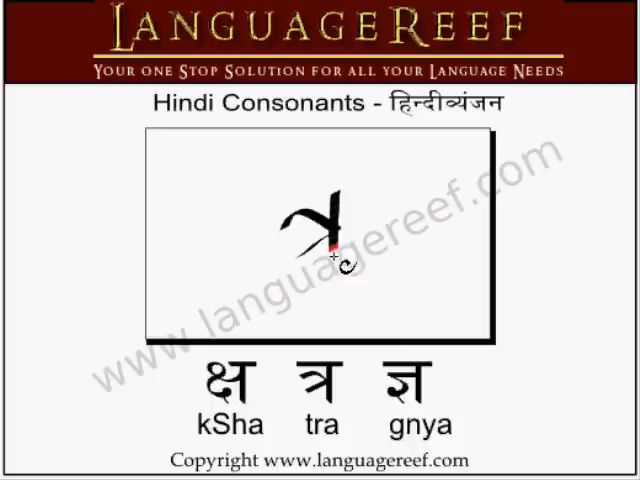 LANGUAGEREEF
YOUR ONE STOP SOLUTION FOR ALL YOUR LANGUAGE NEEDS
Hindi Consonants - हिन्दीव्यंजन
www.languagereef.com
त्र
क्ष त्र ज्ञ
kSha tra gnya
Copyright www.languagereef.com